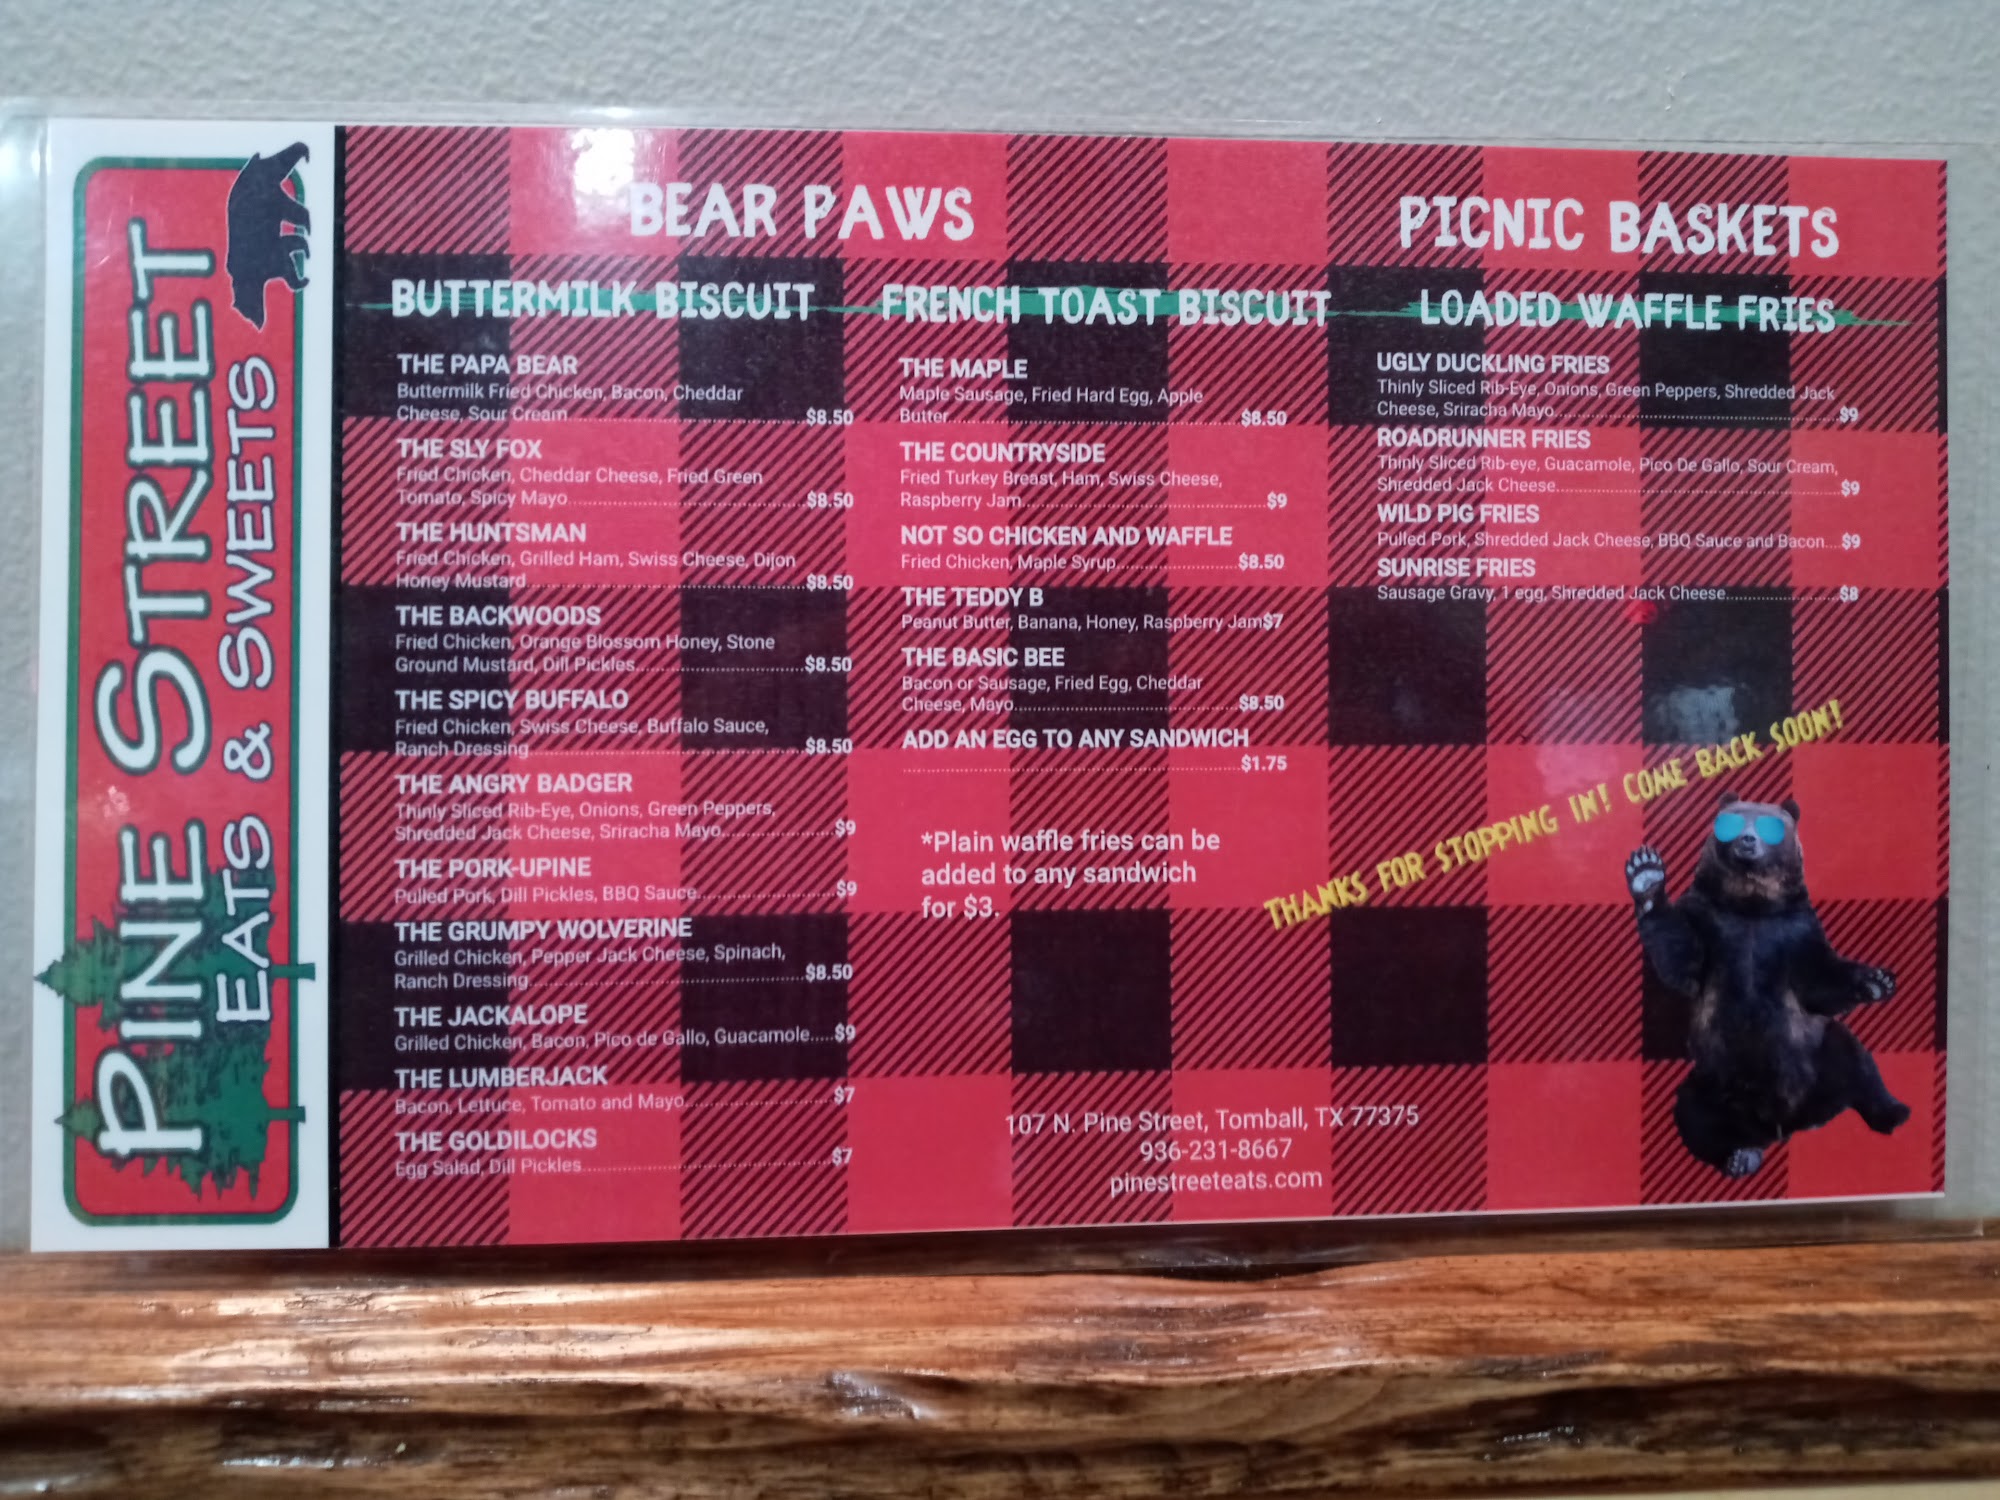 PINE STREET
EATS & SWEETS
BEAR PAWS
BUTTERMILK BISCUIT
THE PAPA BEAR
Buttermilk Fried Chicken, Bacon, Cheddar
Cheese, Sour Cream........$8.50
THE SLY FOX
Fried Chicken, Cheddar Cheese, Fried Green
Tomato, Spicy Mayo........$8.50
THE HUNTSMAN
Fried Chicken, Grilled Ham, Swiss Cheese, Dijon
Honey Mustard........$8.50
THE BACKWOODS
Fried Chicken, Orange Blossom Honey, Stone
Ground Mustard, Dill Pickles........$8.50
THE SPICY BUFFALO
Fried Chicken, Swiss Cheese, Buffalo Sauce,
Ranch Dressing........$8.50
THE ANGRY BADGER
Thinly Sliced Rib-Eye, Onions, Green Peppers,
Shredded Jack Cheese, Sriracha Mayo........$9
THE PORK-UPINE
Pulled Pork, Dill Pickles, BBQ Sauce........$9
THE GRUMPY WOLVERINE
Grilled Chicken, Pepper Jack Cheese, Spinach,
Ranch Dressing........$8.50
THE JACKALOPE
Grilled Chicken, Bacon, Pico de Gallo, Guacamole.....$9
THE LUMBERJACK
Bacon, Lettuce, Tomato and Mayo........$7
THE GOLDILOCKS
Egg Salad, Dill Pickles........$7
FRENCH TOAST BISCUIT
THE MAPLE
Maple Sausage, Fried Hard Egg, Apple
Butter........$8.50
THE COUNTRYSIDE
Fried Turkey Breast, Ham, Swiss Cheese,
Raspberry Jam........$9
NOT SO CHICKEN AND WAFFLE
Fried Chicken, Maple Syrup........$8.50
THE TEDDY B
Peanut Butter, Banana, Honey, Raspberry Jam$7
THE BASIC BEE
Bacon or Sausage, Fried Egg, Cheddar
Cheese, Mayo........$8.50
ADD AN EGG TO ANY SANDWICH
........$1.75
*Plain waffle fries can be
added to any sandwich
for $3.
PICNIC BASKETS
LOADED WAFFLE FRIES
UGLY DUCKLING FRIES
Thinly Sliced Rib-Eye, Onions, Green Peppers, Shredded Jack
Cheese, Sriracha Mayo........$9
ROADRUNNER FRIES
Thinly Sliced Rib-eye, Guacamole, Pico De Gallo, Sour Cream,
Shredded Jack Cheese........$9
WILD PIG FRIES
Pulled Pork, Shredded Jack Cheese, BBQ Sauce and Bacon....$9
SUNRISE FRIES
Sausage Gravy, 1 egg, Shredded Jack Cheese........$8
THANKS FOR STOPPING IN! COME BACK SOON!
107 N. Pine Street, Tomball, TX 77375
936-231-8667
pinestreeteats.com